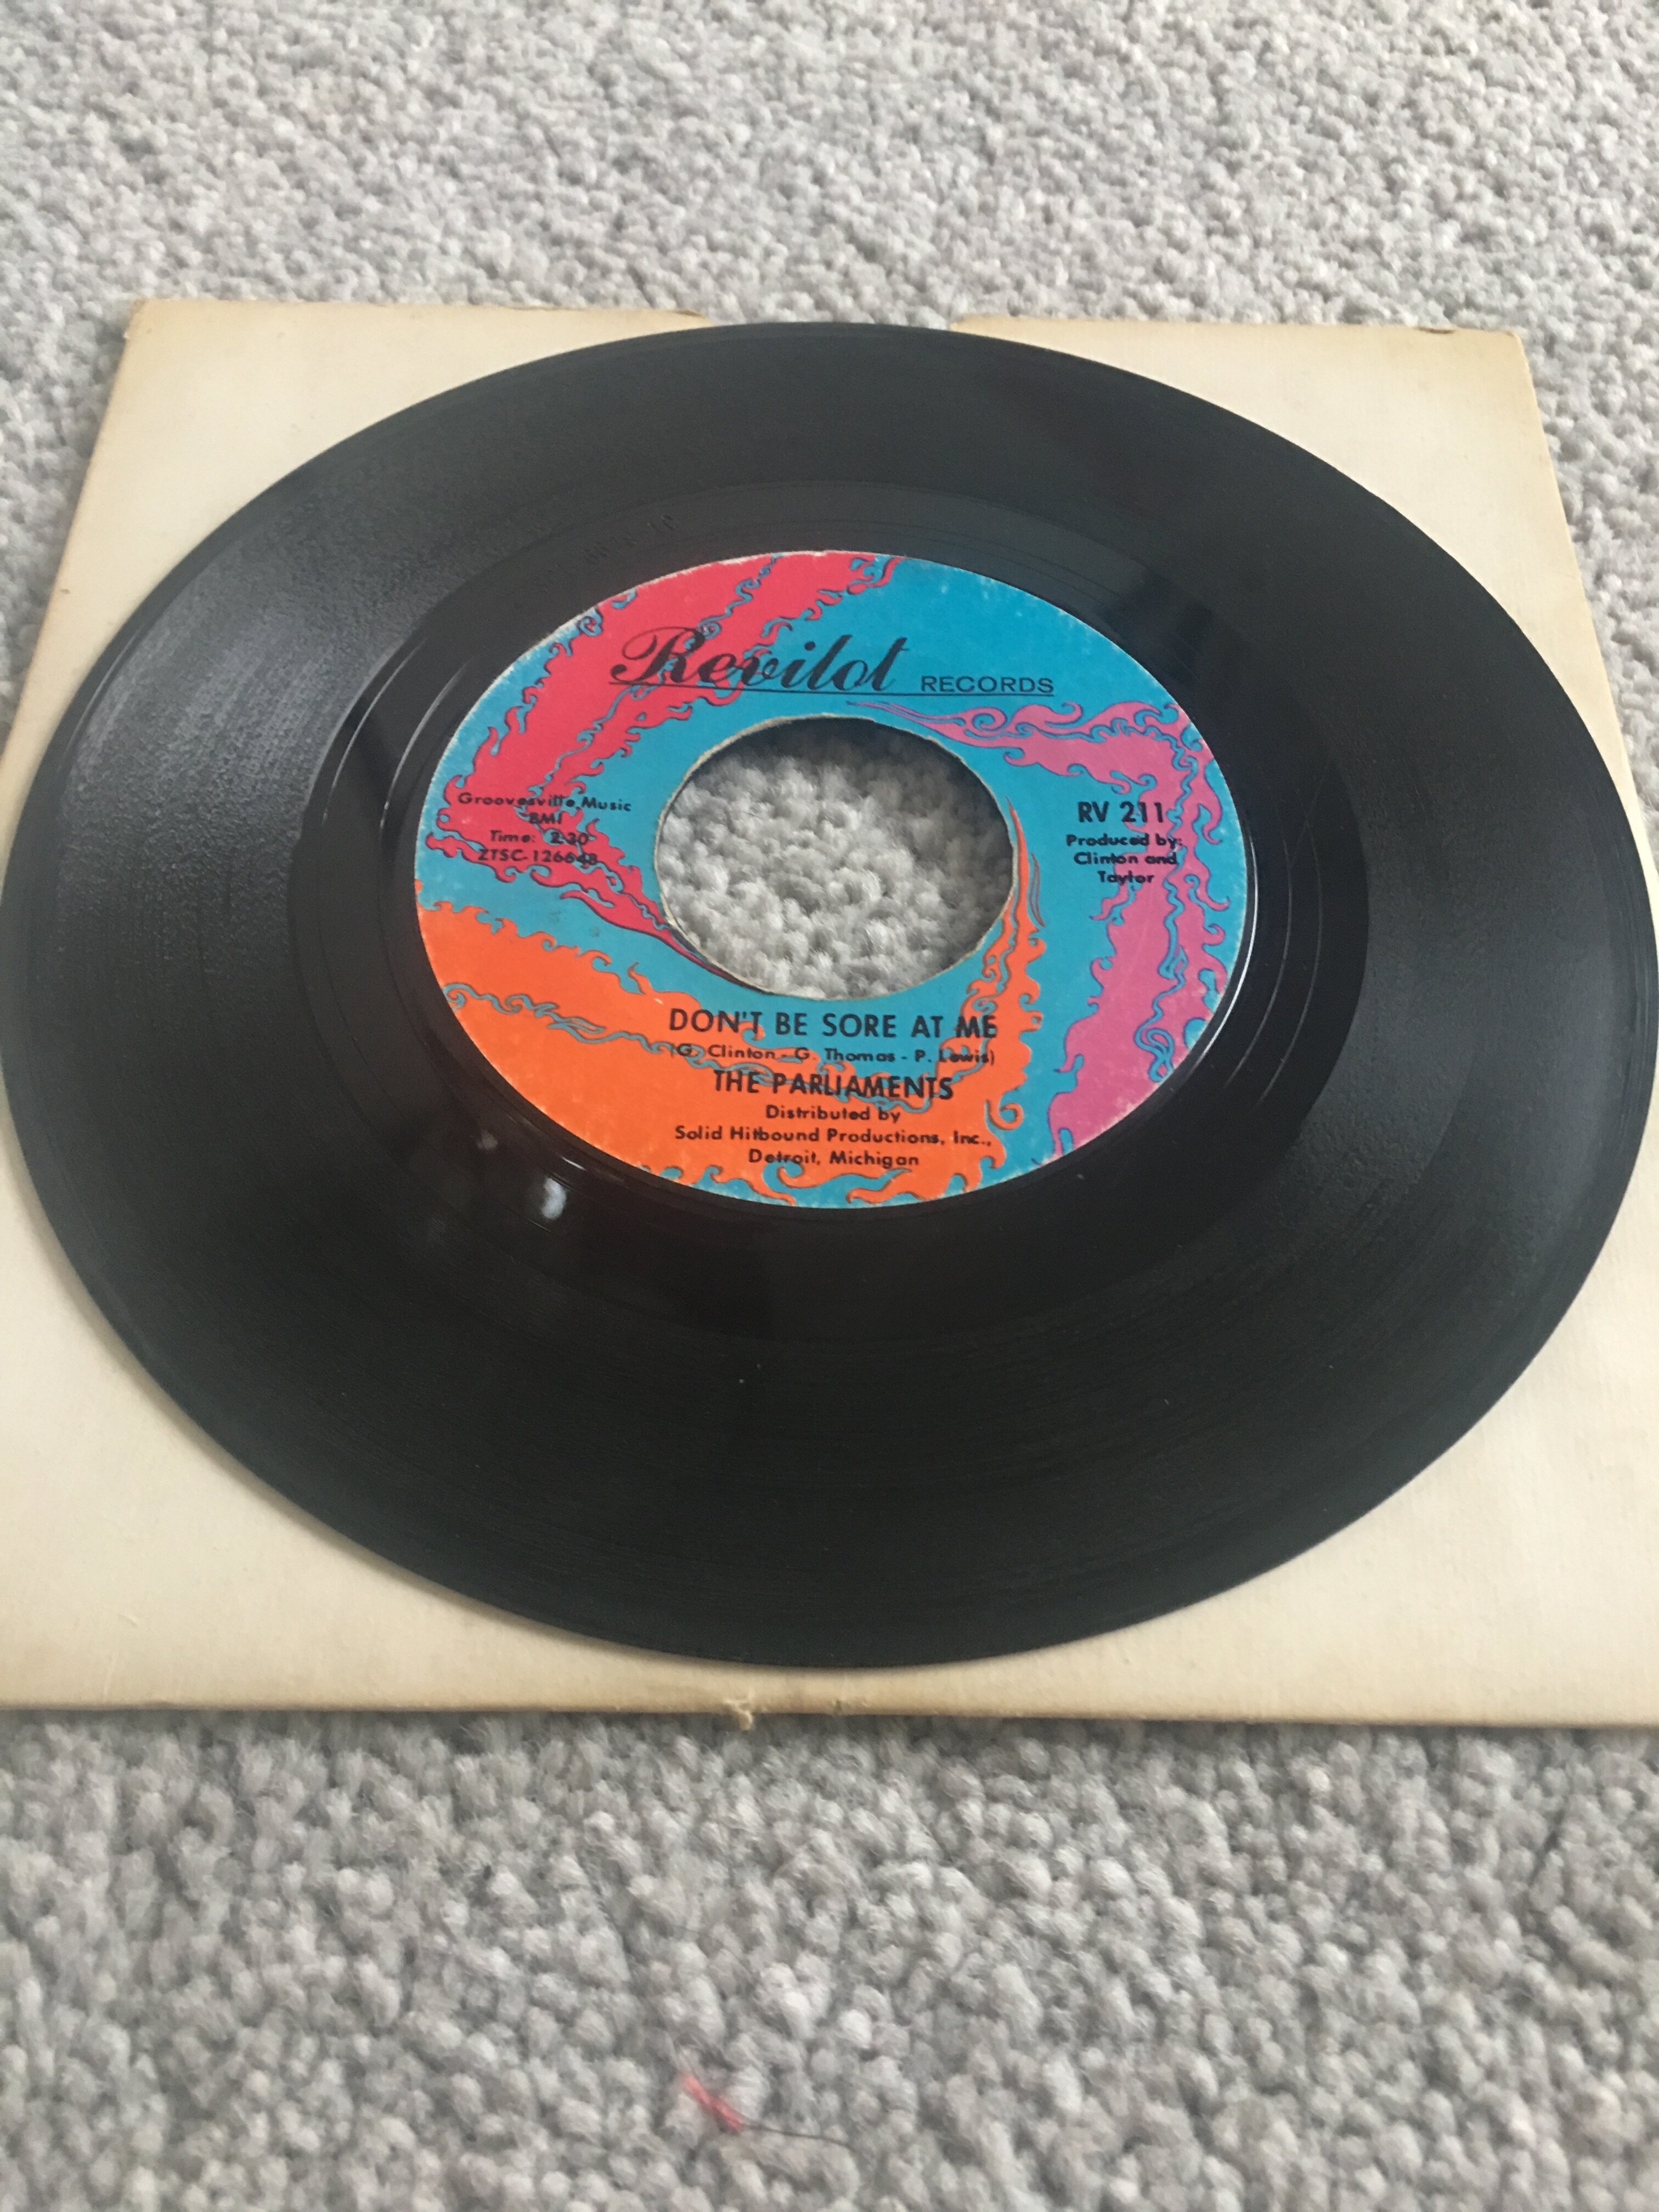 Revilot RECORDS
Groovesville Music
BMI
Time: 2:30
ZTSC-126648
RV 211
Produced by:
Clinton and
Taylor
DON'T BE SORE AT ME
(G. Clinton - G. Thomas - P. Lewis)
THE PARLIAMENTS
Distributed by
Solid Hitbound Productions, Inc.,
Detroit, Michigan